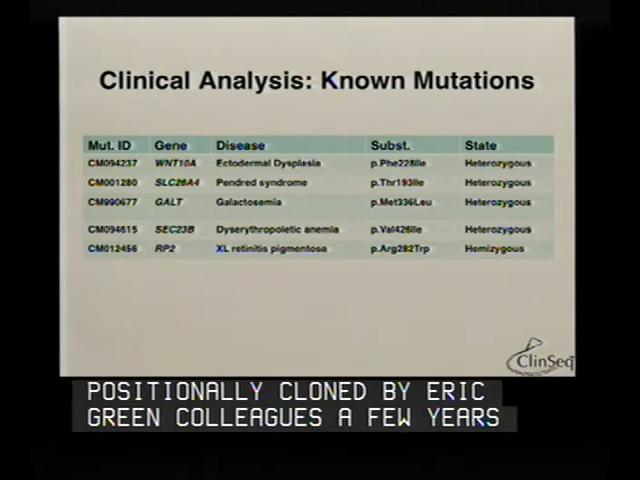 Clinical Analysis: Known Mutations
Mut. ID Gene Disease Subst. State
CM094237 WNT10A Ectodermal Dysplasia p.Phe228Ile Heterozygous
CM001280 SLC26A4 Pendred syndrome p.Thr193Ile Heterozygous
CM990677 GALT Galactosemia p.Met336Leu Heterozygous
CM094615 SEC23B Dyserythropoietic anemia p.Val426Ile Heterozygous
CM012456 RP2 XL retinitis pigmentosa p.Arg282Trp Hemizygous
ClinSeq
POSITIONALLY CLONED BY ERIC
GREEN COLLEAGUES A FEW YEARS